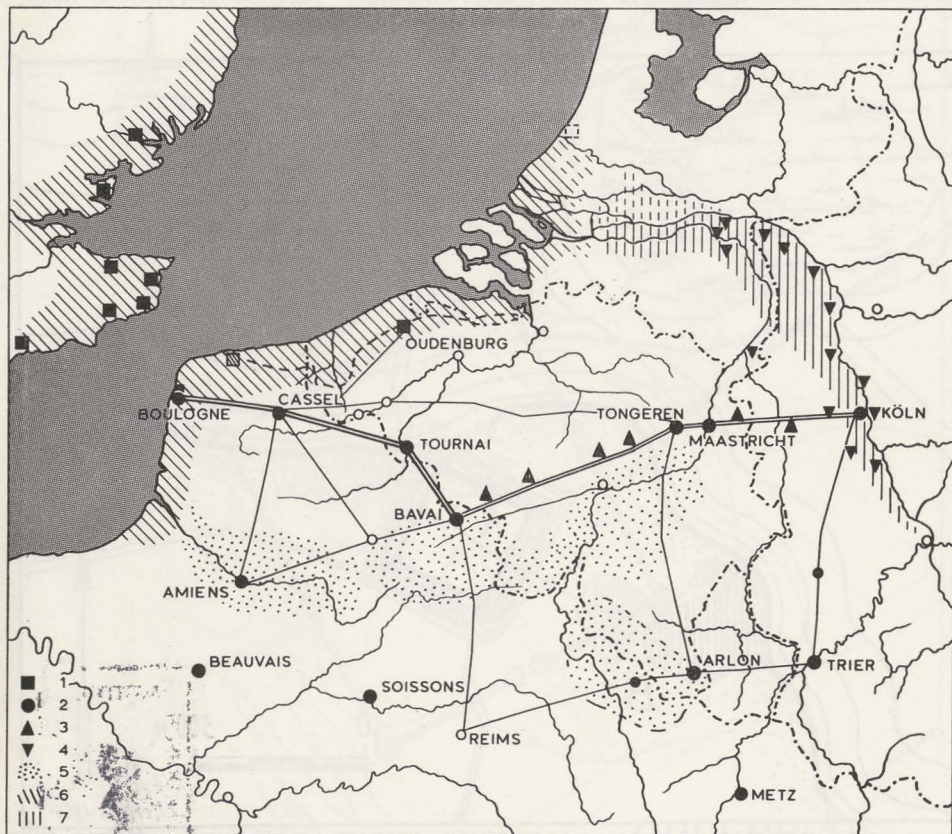 OUDENBURG
CASSEL
BOULOGNE
TONGEREN
KÖLN
MAASTRICHT
TOURNAI
BAVAI
AMIENS
BEAUVAIS
SOISSONS
REIMS
ARLON
TRIER
METZ
1
2
3
4
5
6
7